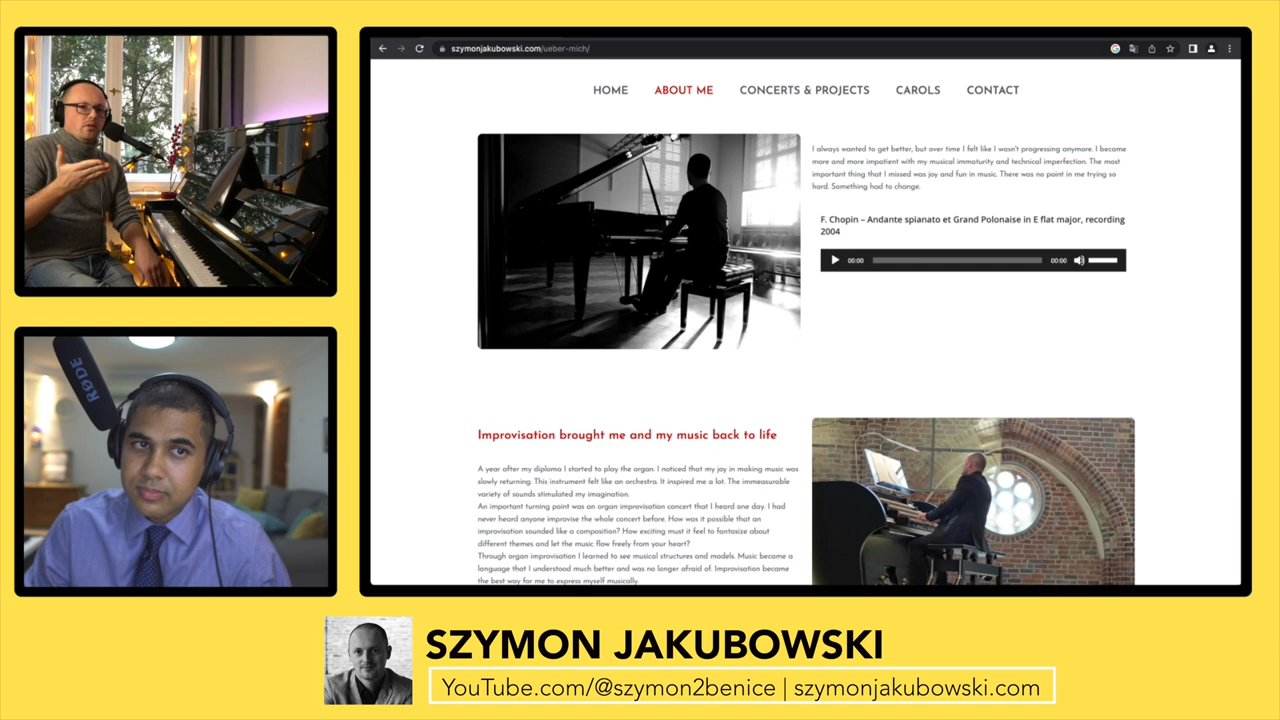 szymonjakubowski.com/ueber-mich/
HOME ABOUT ME CONCERTS & PROJECTS CAROLS CONTACT
I always wanted to get better, but over time I felt like I wasn't progressing anymore. I became
more and more impatient with my musical immaturity and technical imperfection. The most
important thing that I missed was joy and fun in music. There was no point in me trying so
hard. Something had to change.
F. Chopin – Andante spianato et Grand Polonaise in E flat major, recording
2004
00:00 00:00
RØDE
Improvisation brought me and my music back to life
A year after my diploma I started to play the organ. I noticed that my joy in making music was
slowly returning. This instrument felt like an orchestra. It inspired me a lot. The immeasurable
variety of sounds stimulated my imagination.
An important turning point was an organ improvisation concert that I heard one day. I had
never heard anyone improvise the whole concert before. How was it possible that an
improvisation sounded like a composition? How exciting must it feel to fantasize about
different themes and let the music flow freely from your heart?
Through organ improvisation I learned to see musical structures and models. Music became a
language that I understood much better and was no longer afraid of. Improvisation became
the best way for me to express myself musically.
SZYMON JAKUBOWSKI
YouTube.com/@szymon2benice | szymonjakubowski.com